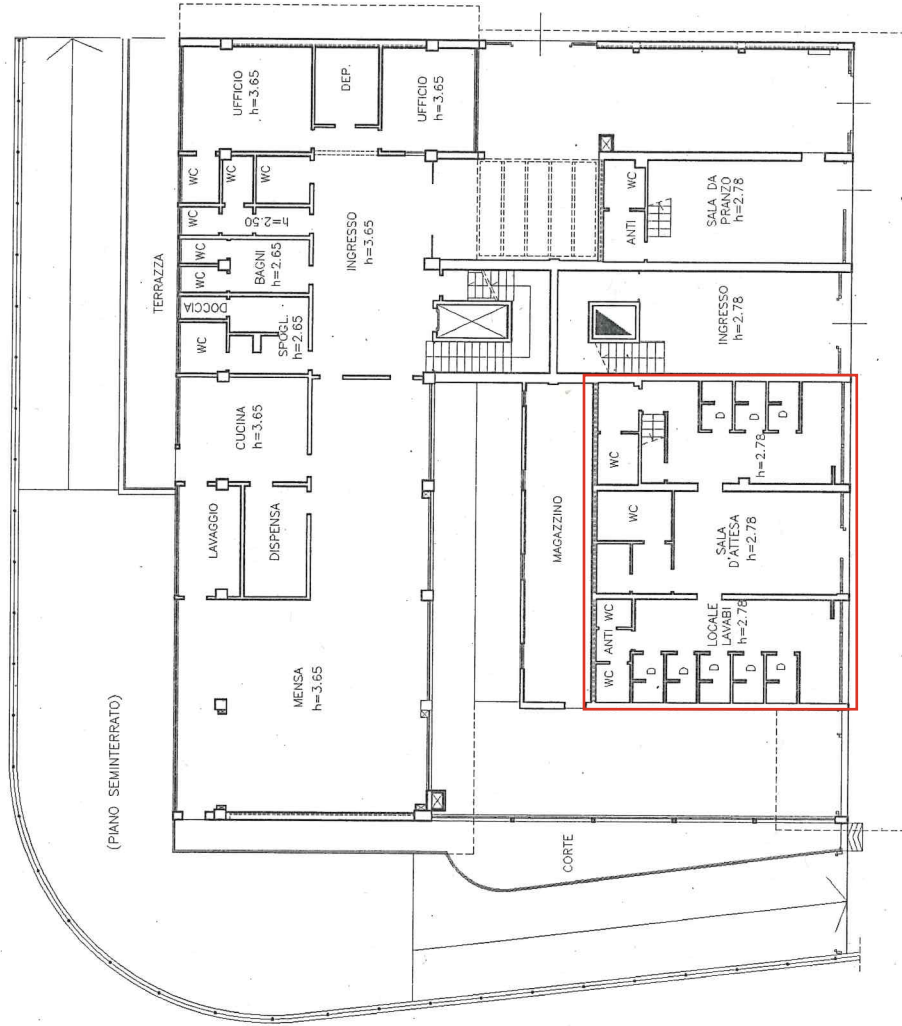 UFFICIO
h=3.65
DEP.
UFFICIO
h=3.65
WC
WC
WC
h=2.50
WC
WC
BAGNI
h=2.65
WC
DOCCIA
SPOGL.
h=2.65
WC
INGRESSO
h=3.65
TERRAZZA
CUCINA
h=3.65
LAVAGGIO
DISPENSA
MENSA
h=3.65
(PIANO SEMINTERRATO)
ANTI
WC
SALA DA
PRANZO
h=2.78
INGRESSO
h=2.78
MAGAZZINO
WC
D
D
D
h=2.78
WC
SALA
D'ATTESA
h=2.78
WC
ANTI
WC
LOCALE
LAVABI
h=2.78
D
D
D
D
D
CORTE